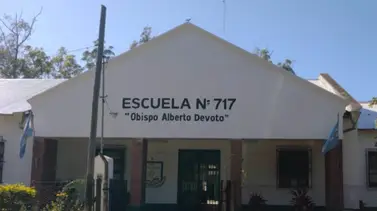 ESCUELA Nº 717
"Obispo Alberto Devoto"